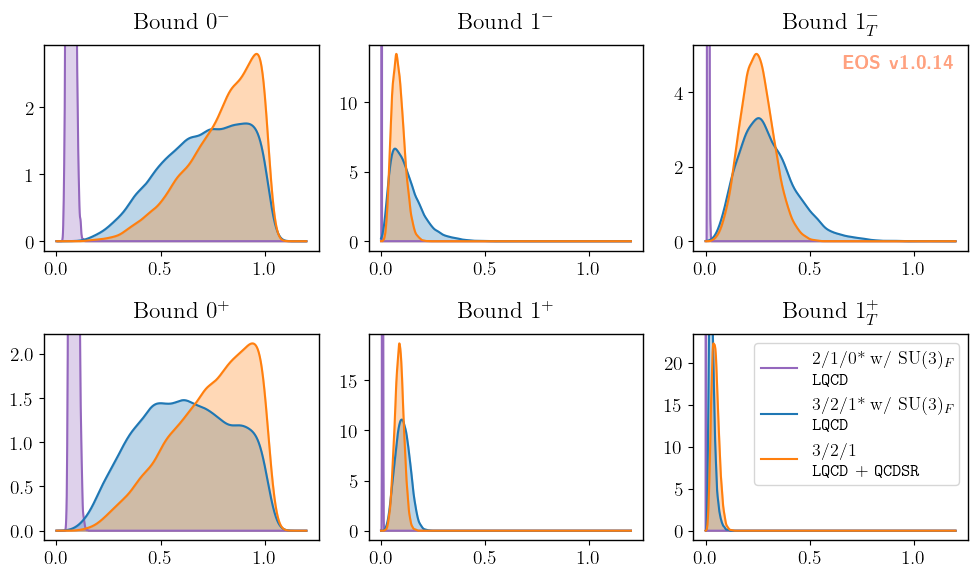 Bound 0⁻
Bound 1⁻
Bound 1⁻_T
EOS v1.0.14
2
1
0
0.0 0.5 1.0
10
5
0
0.0 0.5 1.0
4
2
0
0.0 0.5 1.0
Bound 0⁺
Bound 1⁺
Bound 1⁺_T
2.0
1.5
1.0
0.5
0.0
0.0 0.5 1.0
15
10
5
0
0.0 0.5 1.0
20
15
10
5
0
0.0 0.5 1.0
2/1/0* w/ SU(3)_F
LQCD
3/2/1* w/ SU(3)_F
LQCD
3/2/1
LQCD + QCDSR